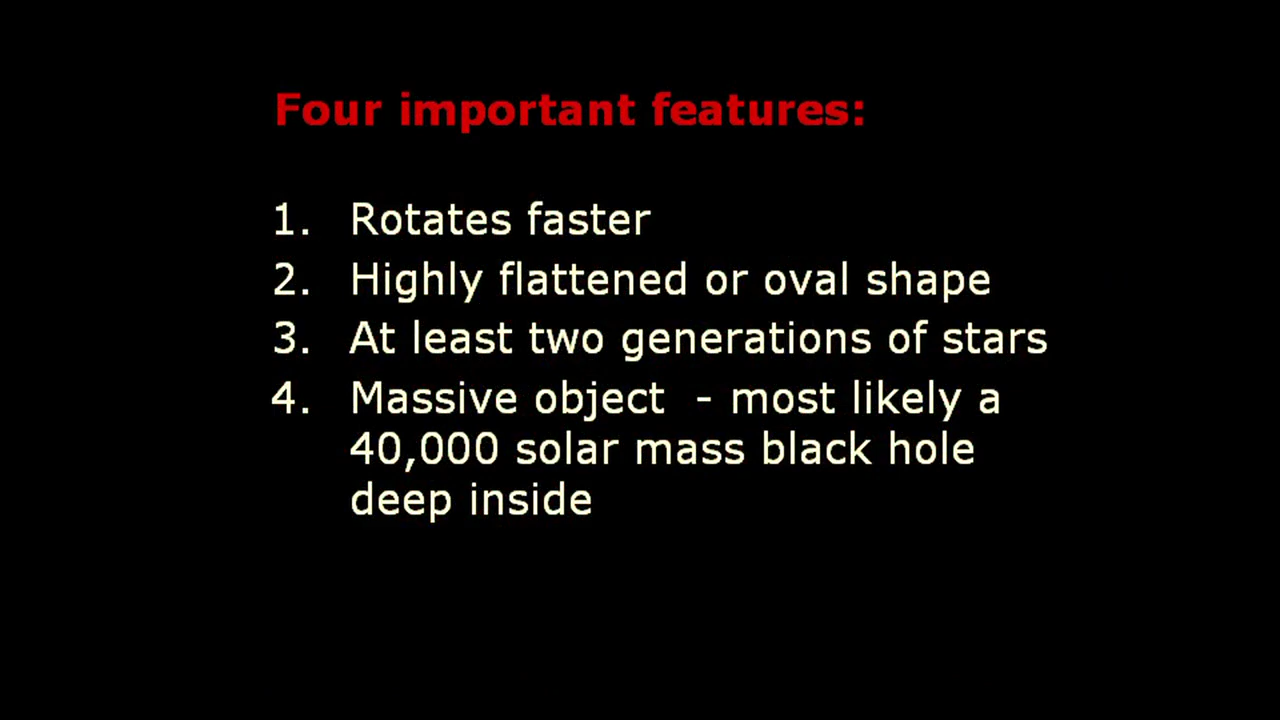 Four important features:
1. Rotates faster
2. Highly flattened or oval shape
3. At least two generations of stars
4. Massive object - most likely a
40,000 solar mass black hole
deep inside